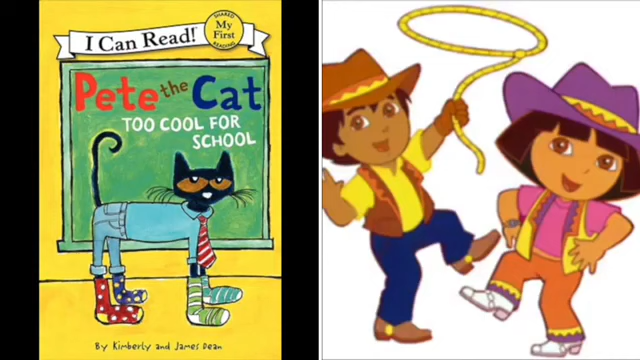 I Can Read!
SHARED
My
First
READING
Pete the Cat
TOO COOL FOR
SCHOOL
By Kimberly and James Dean